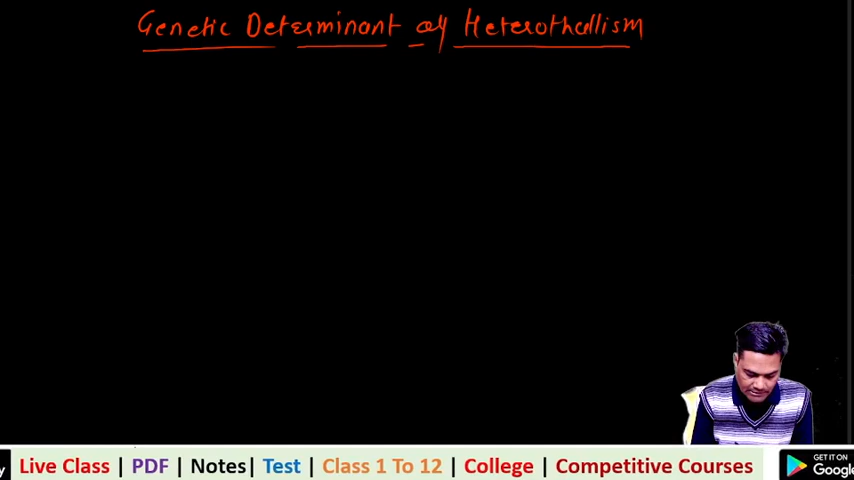 Genetic Determinant of Heterothallism
Live Class | PDF | Notes| Test | Class 1 To 12 | College | Competitive Courses
GET IT ON
Google